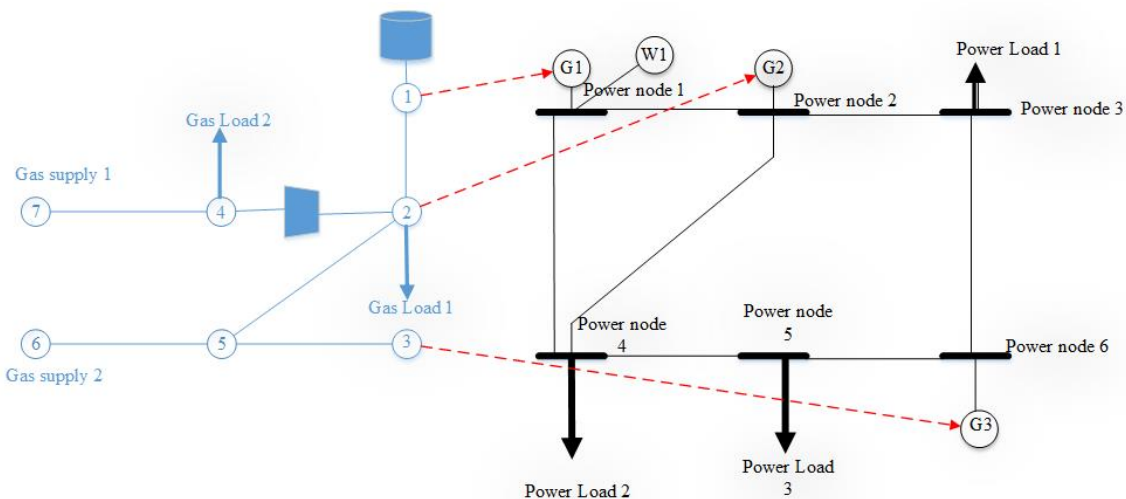 G1
W1
G2
Power Load 1
1
Power node 1
Power node 2
Power node 3
Gas Load 2
Gas supply 1
7
4
2
Gas Load 1
Power node
4
Power node
5
Power node 6
6
5
3
Gas supply 2
G3
Power Load 2
Power Load
3